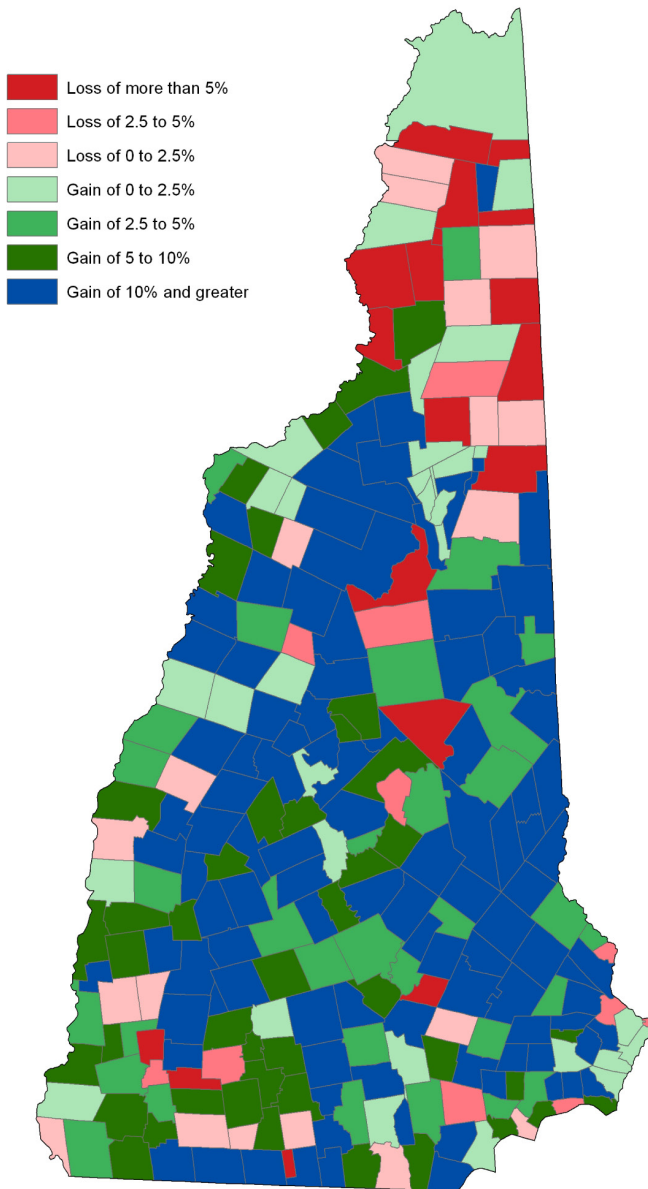 Loss of more than 5%
Loss of 2.5 to 5%
Loss of 0 to 2.5%
Gain of 0 to 2.5%
Gain of 2.5 to 5%
Gain of 5 to 10%
Gain of 10% and greater